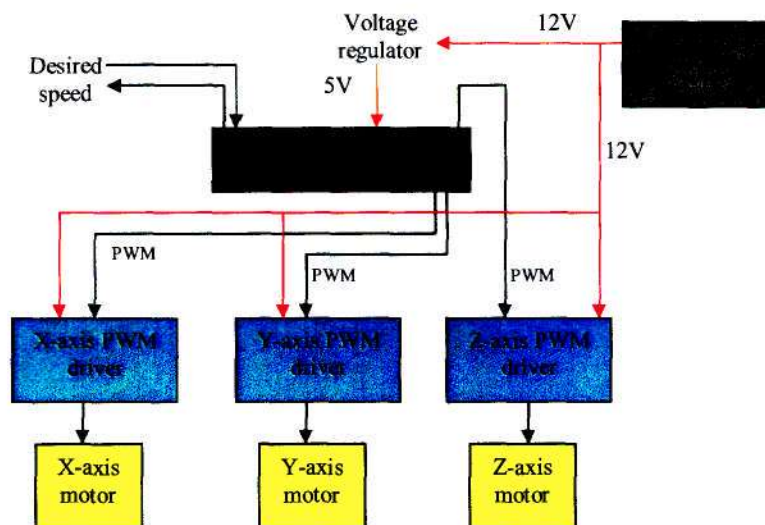 Voltage
regulator
12V
Desired
speed
5V
12V
PWM
PWM
PWM
X-axis PWM
driver
Y-axis PWM
driver
Z-axis PWM
driver
X-axis
motor
Y-axis
motor
Z-axis
motor